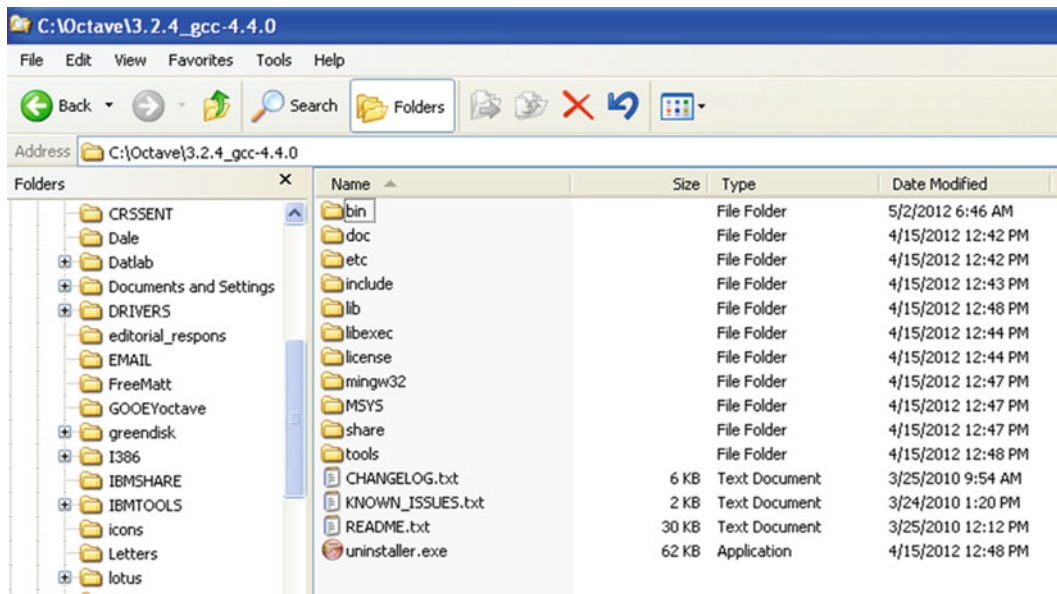 C:\Octave\3.2.4_gcc-4.4.0
File Edit View Favorites Tools Help
Back Search Folders
Address C:\Octave\3.2.4_gcc-4.4.0
Folders
CRSSENT
Dale
Datlab
Documents and Settings
DRIVERS
editorial_respons
EMAIL
FreeMatt
GOOEYoctave
greendisk
I386
IBMSHARE
IBMTOOLS
icons
Letters
lotus
Name Size Type Date Modified
bin File Folder 5/2/2012 6:46 AM
doc File Folder 4/15/2012 12:42 PM
etc File Folder 4/15/2012 12:42 PM
include File Folder 4/15/2012 12:43 PM
lib File Folder 4/15/2012 12:48 PM
libexec File Folder 4/15/2012 12:44 PM
license File Folder 4/15/2012 12:44 PM
mingw32 File Folder 4/15/2012 12:47 PM
MSYS File Folder 4/15/2012 12:47 PM
share File Folder 4/15/2012 12:47 PM
tools File Folder 4/15/2012 12:48 PM
CHANGELOG.txt 6 KB Text Document 3/25/2010 9:54 AM
KNOWN_ISSUES.txt 2 KB Text Document 3/24/2010 1:20 PM
README.txt 30 KB Text Document 3/25/2010 12:12 PM
uninstaller.exe 62 KB Application 4/15/2012 12:48 PM